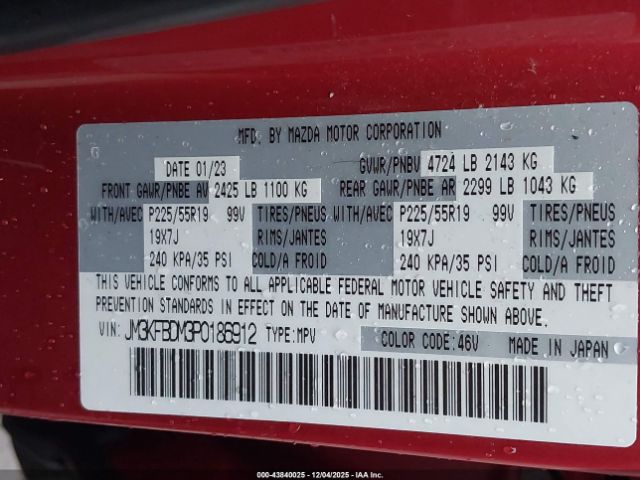 MFD. BY MAZDA MOTOR CORPORATION
DATE 01/23 GVWR/PNBV 4724 LB 2143 KG
FRONT GAWR/PNBE AV 2425 LB 1100 KG REAR GAWR/PNBE AR 2299 LB 1043 KG
WITH/AVEC P225/55R19 99V TIRES/PNEUS WITH/AVEC P225/55R19 99V TIRES/PNEUS
19X7J RIMS/JANTES 19X7J RIMS/JANTES
240 KPA/35 PSI COLD/A FROID 240 KPA/35 PSI COLD/A FROID
THIS VEHICLE CONFORMS TO ALL APPLICABLE FEDERAL MOTOR VEHICLE SAFETY AND THEFT
PREVENTION STANDARDS IN EFFECT ON THE DATE OF MANUFACTURE SHOWN ABOVE.
VIN: JM3KFBDM3P0186912 TYPE:MPV COLOR CODE:46V MADE IN JAPAN
000-43840025 - 12/04/2025 - IAA Inc.